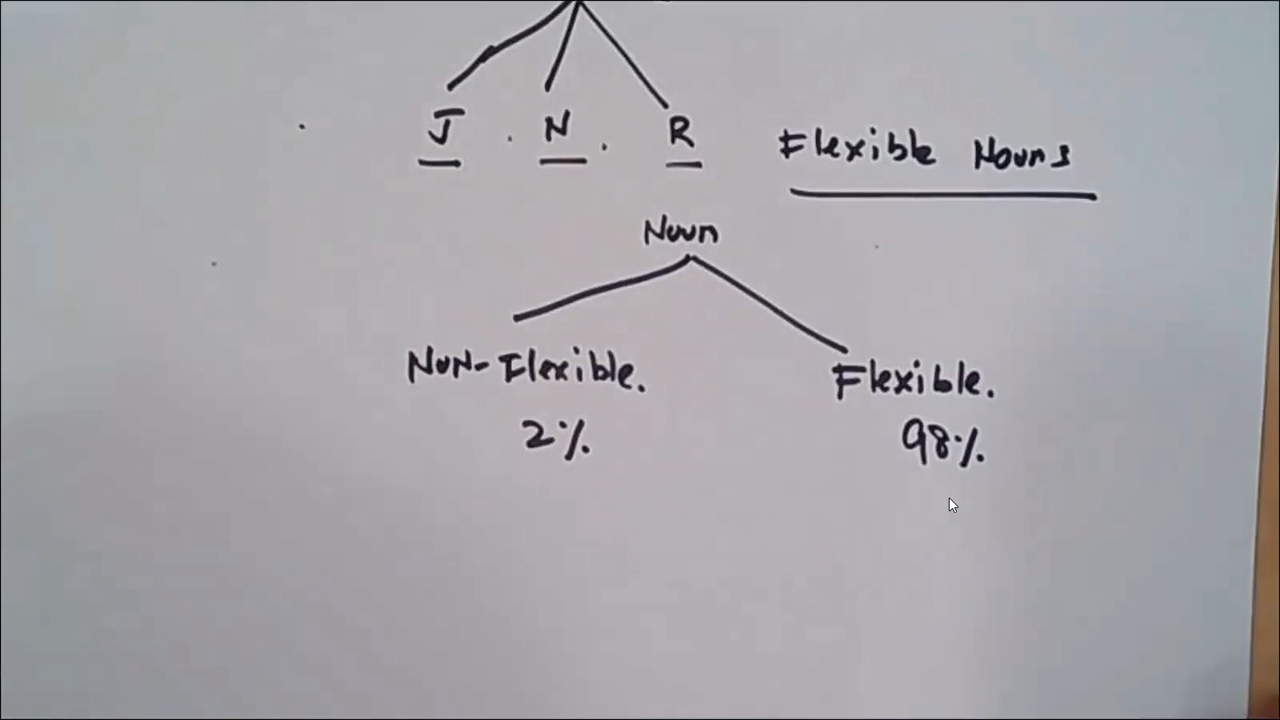 J . N . R
Flexible Nouns
Noun
Non-Flexible.
Flexible.
2%
98%